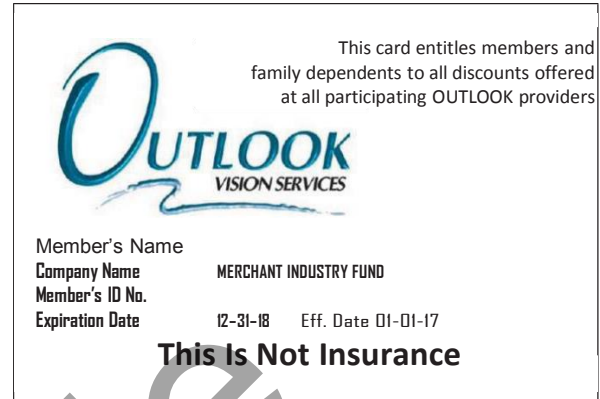 This card entitles members and
family dependents to all discounts offered
at all participating OUTLOOK providers
OUTLOOK
VISION SERVICES
Member's Name
Company Name MERCHANT INDUSTRY FUND
Member's ID No.
Expiration Date 12-31-18 Eff. Date 01-01-17
This Is Not Insurance